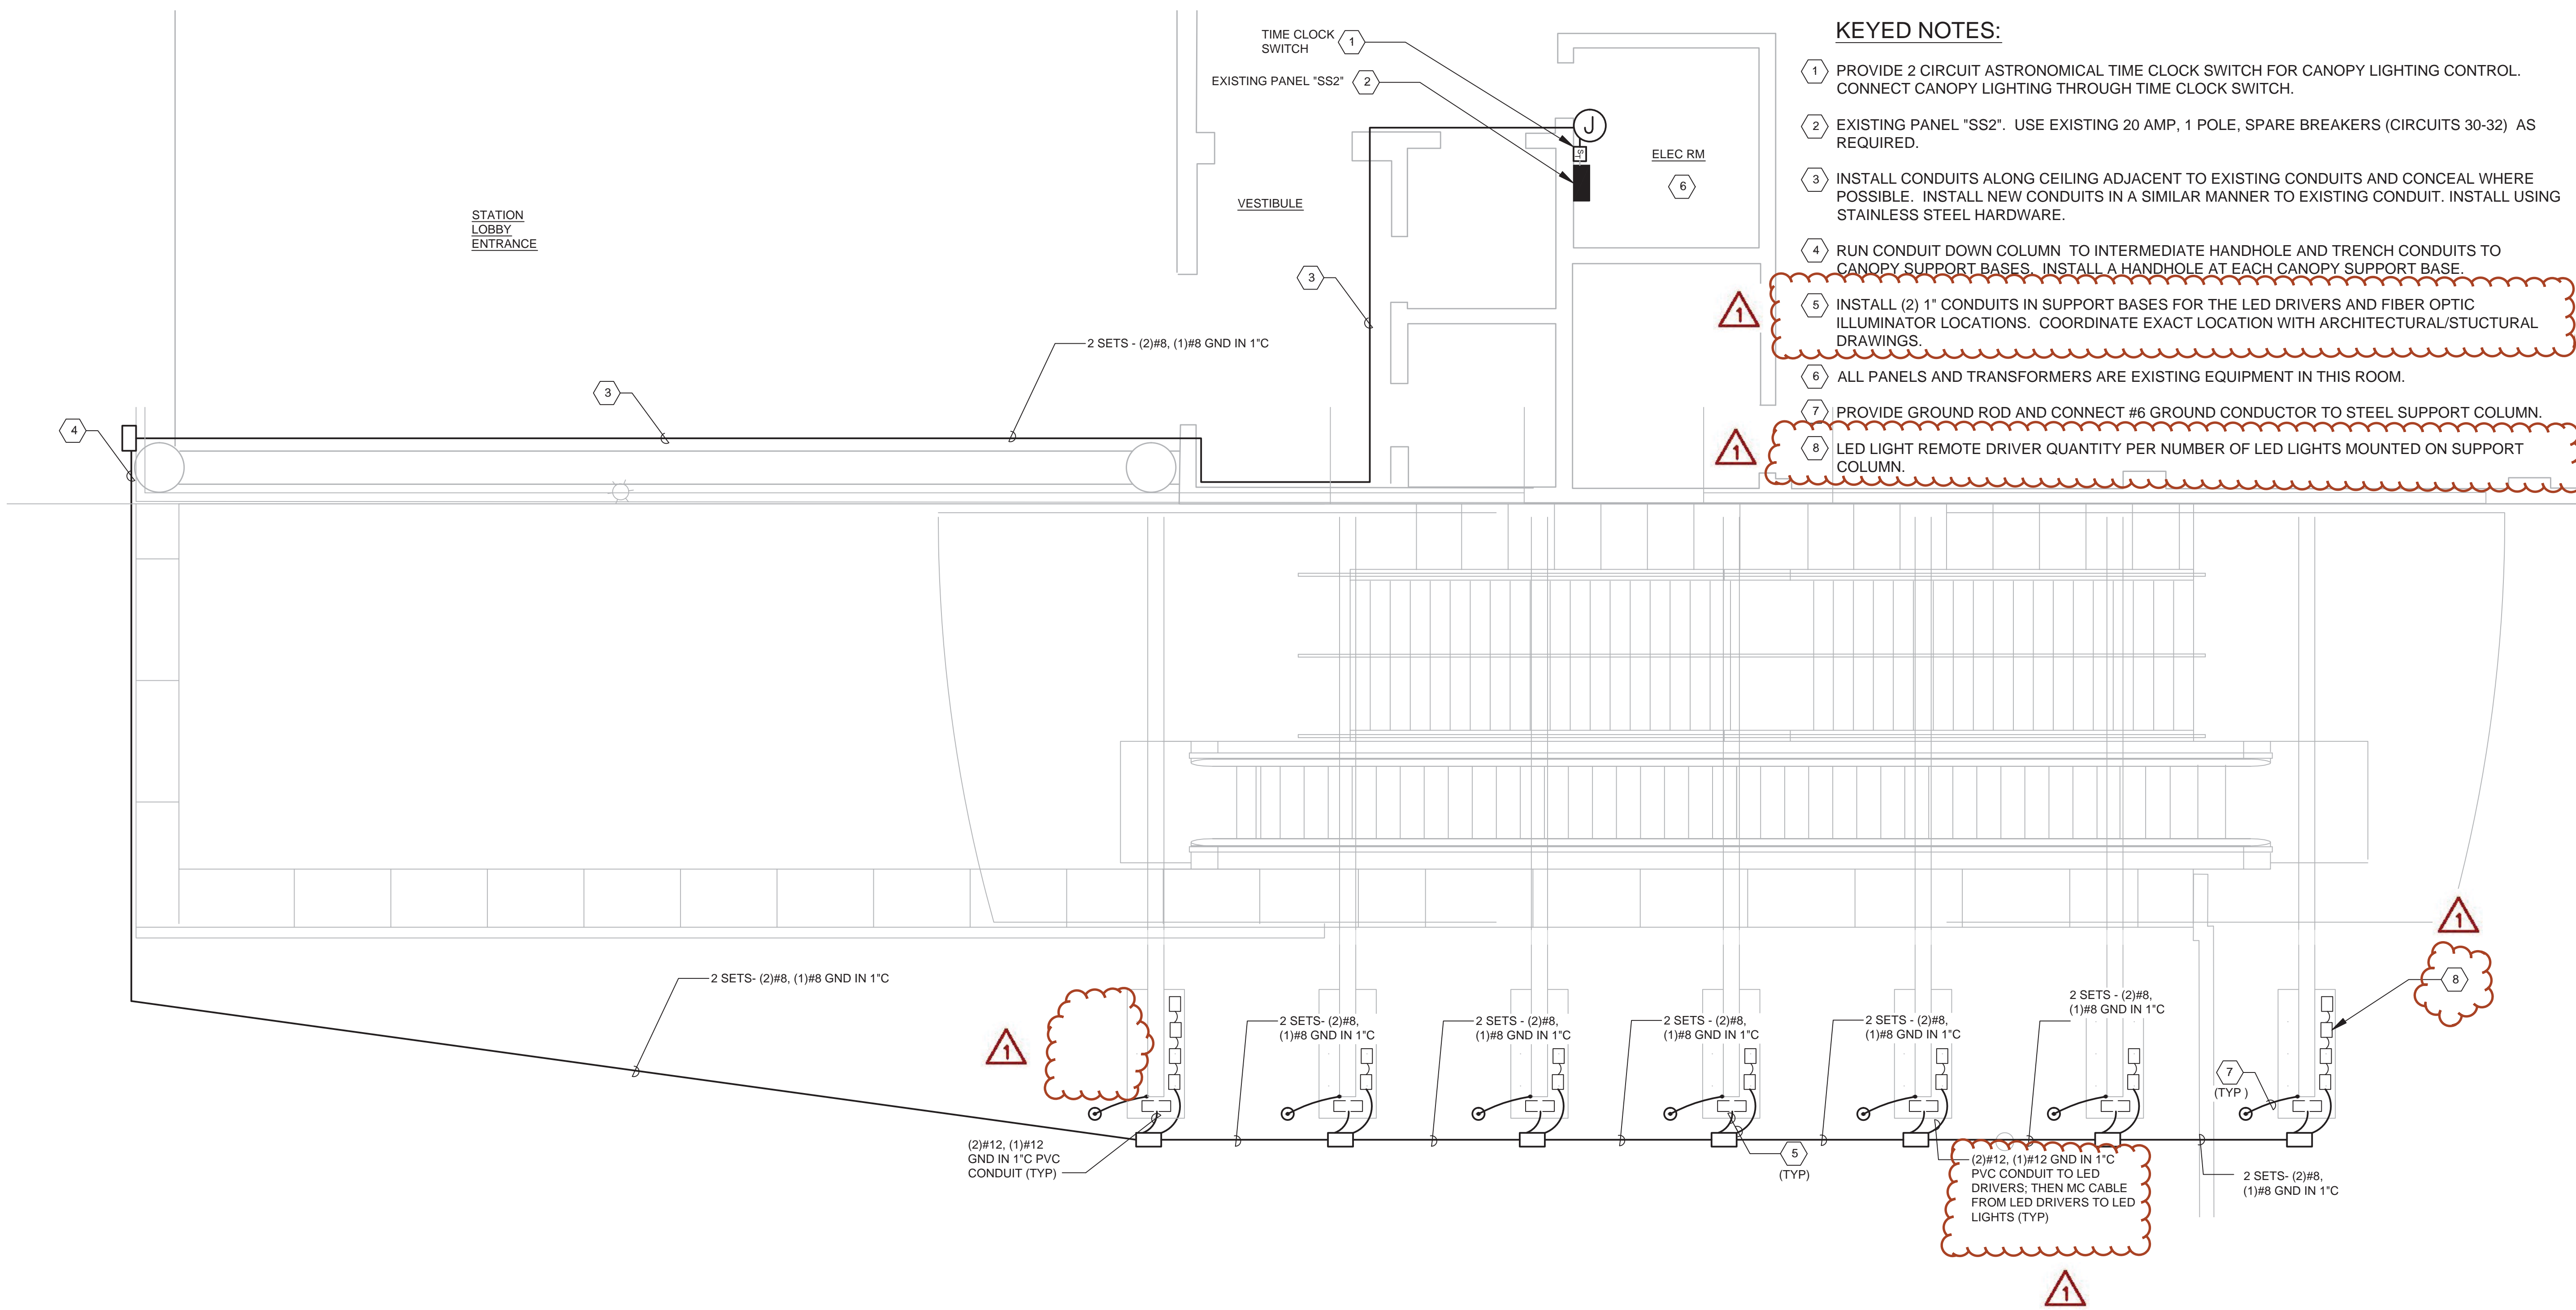 KEYED NOTES:
1 PROVIDE 2 CIRCUIT ASTRONOMICAL TIME CLOCK SWITCH FOR CANOPY LIGHTING CONTROL.
CONNECT CANOPY LIGHTING THROUGH TIME CLOCK SWITCH.
2 EXISTING PANEL "SS2". USE EXISTING 20 AMP, 1 POLE, SPARE BREAKERS (CIRCUITS 30-32) AS
REQUIRED.
3 INSTALL CONDUITS ALONG CEILING ADJACENT TO EXISTING CONDUITS AND CONCEAL WHERE
POSSIBLE. INSTALL NEW CONDUITS IN A SIMILAR MANNER TO EXISTING CONDUIT. INSTALL USING
STAINLESS STEEL HARDWARE.
4 RUN CONDUIT DOWN COLUMN TO INTERMEDIATE HANDHOLE AND TRENCH CONDUITS TO
CANOPY SUPPORT BASES. INSTALL A HANDHOLE AT EACH CANOPY SUPPORT BASE.
1
5 INSTALL (2) 1" CONDUITS IN SUPPORT BASES FOR THE LED DRIVERS AND FIBER OPTIC
ILLUMINATOR LOCATIONS. COORDINATE EXACT LOCATION WITH ARCHITECTURAL/STUCTURAL
DRAWINGS.
6 ALL PANELS AND TRANSFORMERS ARE EXISTING EQUIPMENT IN THIS ROOM.
7 PROVIDE GROUND ROD AND CONNECT #6 GROUND CONDUCTOR TO STEEL SUPPORT COLUMN.
1
8 LED LIGHT REMOTE DRIVER QUANTITY PER NUMBER OF LED LIGHTS MOUNTED ON SUPPORT
COLUMN.
TIME CLOCK
SWITCH
1
EXISTING PANEL "SS2"
2
J
ELEC RM
6
VESTIBULE
STATION
LOBBY
ENTRANCE
3
2 SETS - (2)#8, (1)#8 GND IN 1"C
3
4
1
8
2 SETS- (2)#8, (1)#8 GND IN 1"C
1
2 SETS- (2)#8,
(1)#8 GND IN 1"C
2 SETS - (2)#8,
(1)#8 GND IN 1"C
2 SETS - (2)#8,
(1)#8 GND IN 1"C
2 SETS - (2)#8,
(1)#8 GND IN 1"C
2 SETS - (2)#8,
(1)#8 GND IN 1"C
7
(TYP )
(2)#12, (1)#12
GND IN 1"C PVC
CONDUIT (TYP)
5
(TYP)
(2)#12, (1)#12 GND IN 1"C
PVC CONDUIT TO LED
DRIVERS; THEN MC CABLE
FROM LED DRIVERS TO LED
LIGHTS (TYP)
2 SETS- (2)#8,
(1)#8 GND IN 1"C
1